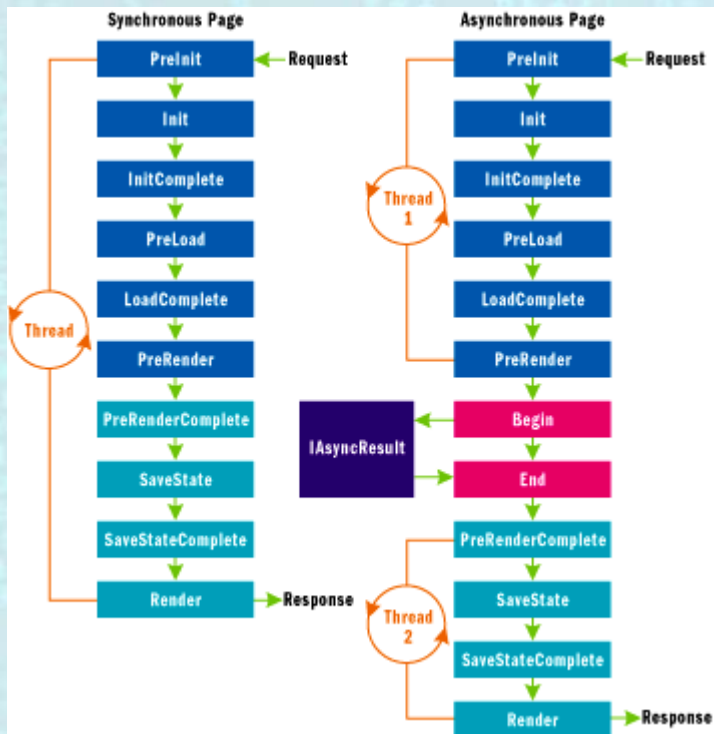 Synchronous Page
PreInit
Request
Init
InitComplete
PreLoad
LoadComplete
Thread
PreRender
PreRenderComplete
SaveState
SaveStateComplete
Render
Response
Asynchronous Page
PreInit
Request
Init
InitComplete
Thread
1
PreLoad
LoadComplete
PreRender
Begin
IAsyncResult
End
PreRenderComplete
SaveState
Thread
2
SaveStateComplete
Render
Response